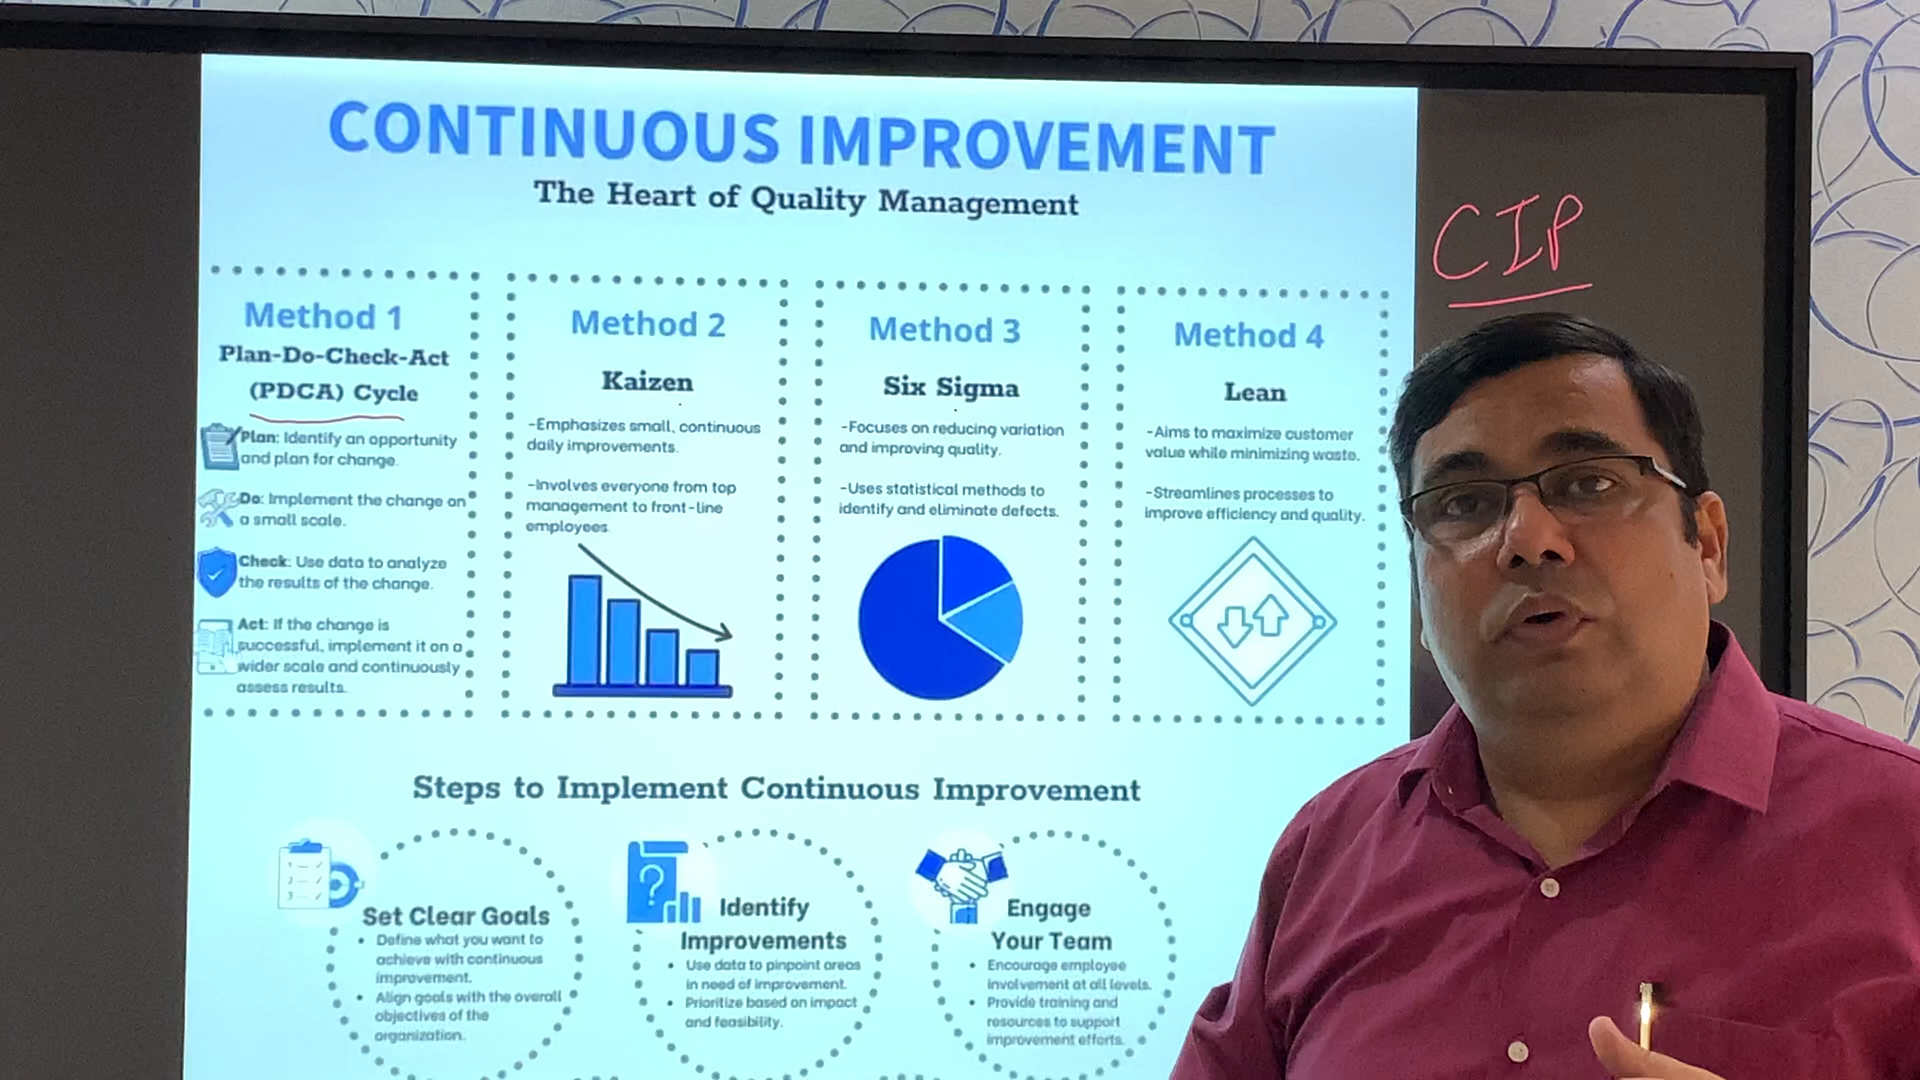 CONTINUOUS IMPROVEMENT
The Heart of Quality Management
CIP
Method 1
Plan-Do-Check-Act
(PDCA) Cycle
Plan: Identify an opportunity
and plan for change.
Do: Implement the change on
a small scale.
Check: Use data to analyze
the results of the change.
Act: If the change is
successful, implement it on a
wider scale and continuously
assess results.
Method 2
Kaizen
-Emphasizes small, continuous
daily improvements.
-Involves everyone from top
management to front-line
employees.
Method 3
Six Sigma
-Focuses on reducing variation
and improving quality.
-Uses statistical methods to
identify and eliminate defects.
Method 4
Lean
-Aims to maximize customer
value while minimizing waste.
-Streamlines processes to
improve efficiency and quality.
Steps to Implement Continuous Improvement
Set Clear Goals
• Define what you want to
achieve with continuous
improvement.
• Align goals with the overall
objectives of the
organization.
?
Identify
Improvements
• Use data to pinpoint areas
in need of improvement.
• Prioritize based on impact
and feasibility.
Engage
Your Team
• Encourage employee
involvement at all levels.
• Provide training and
resources to support
improvement efforts.